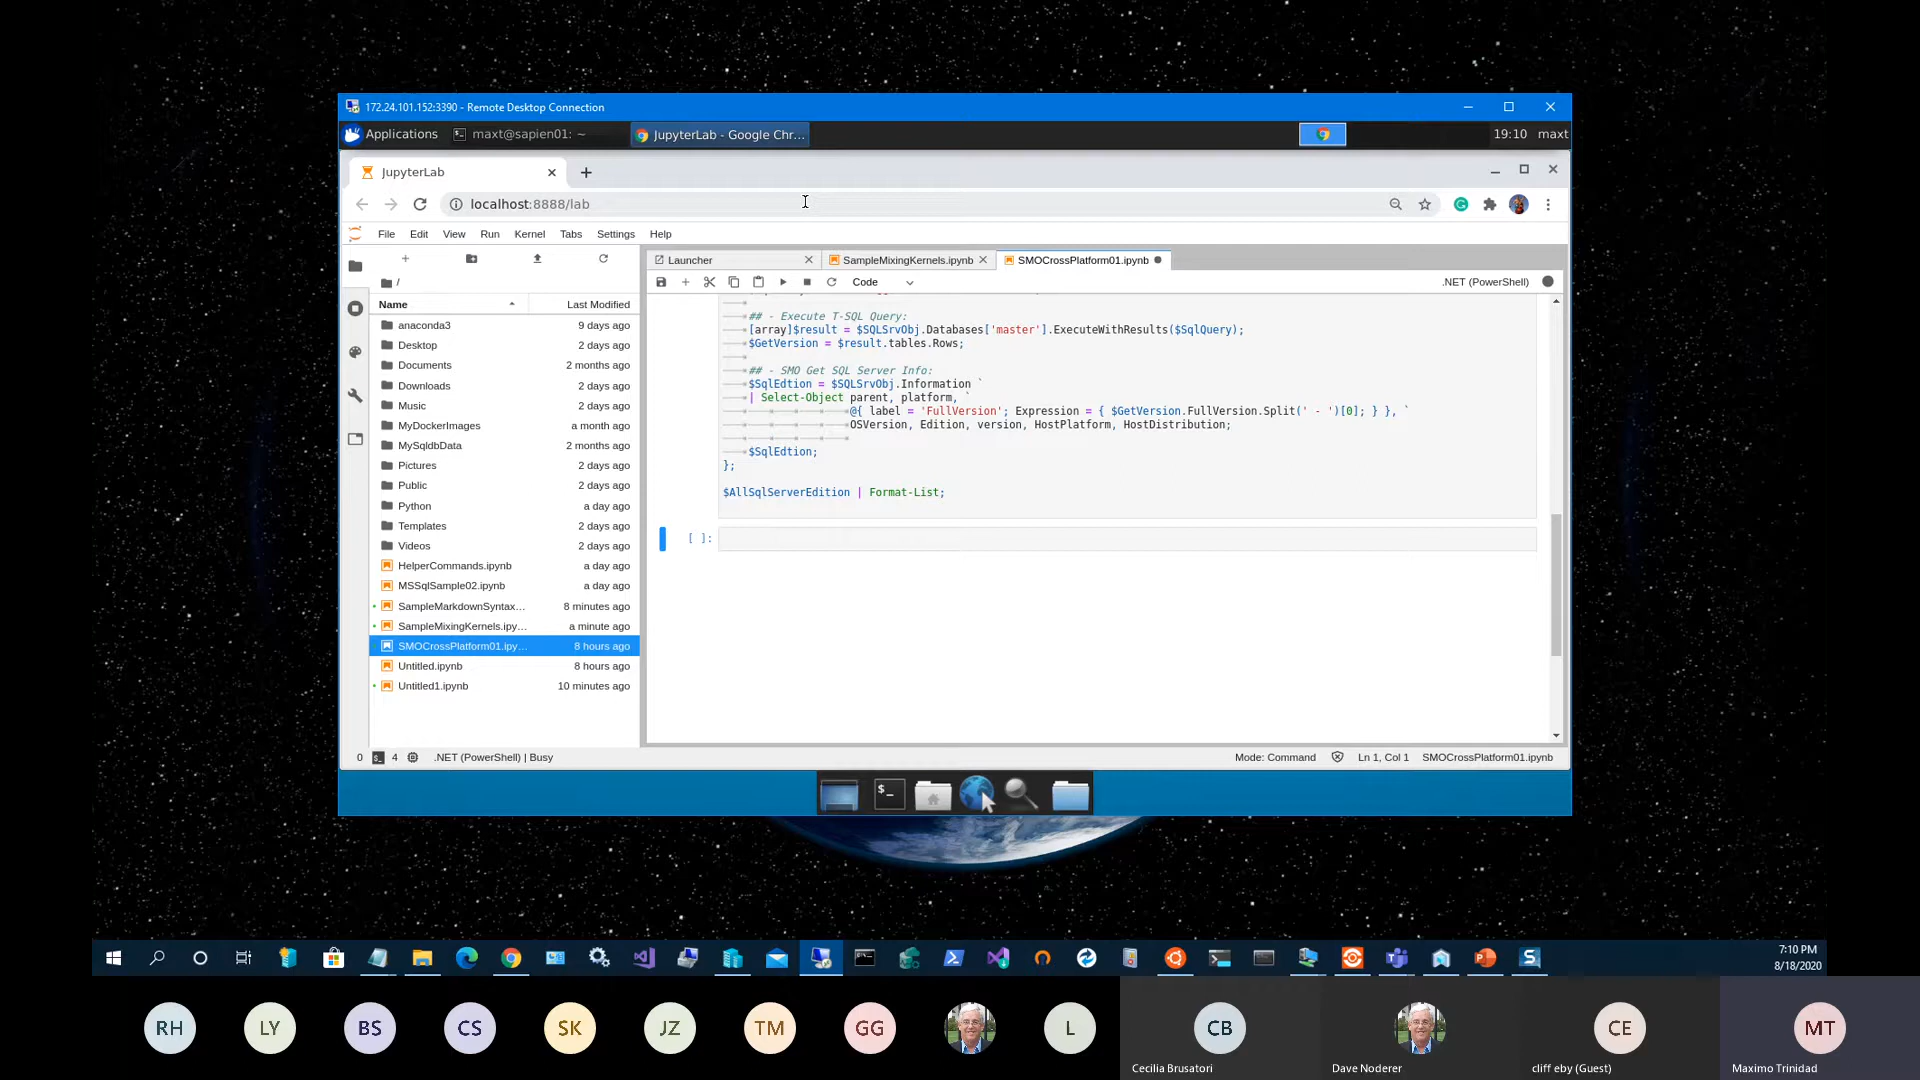 172.24.101.152:3390 - Remote Desktop Connection
Applications
maxt@sapien01: ~
JupyterLab - Google Chr...
19:10
maxt
JupyterLab
localhost:8888/lab
File Edit View Run Kernel Tabs Settings Help
Launcher
SampleMixingKernels.ipynb
SMOCrossPlatform01.ipynb
Code
.NET (PowerShell)
/
Name Last Modified
anaconda3 9 days ago
Desktop 2 days ago
Documents 2 months ago
Downloads 2 days ago
Music 2 days ago
MyDockerImages a month ago
MySqldbData 2 months ago
Pictures 2 days ago
Public 2 days ago
Python a day ago
Templates 2 days ago
Videos 2 days ago
HelperCommands.ipynb a day ago
MSSqlSample02.ipynb a day ago
SampleMarkdownSyntax... 8 minutes ago
SampleMixingKernels.ipy... a minute ago
SMOCrossPlatform01.ipy... 8 hours ago
Untitled.ipynb 8 hours ago
Untitled1.ipynb 10 minutes ago
## - Execute T-SQL Query:
[array]$result = $SQLSrvObj.Databases['master'].ExecuteWithResults($SqlQuery);
$GetVersion = $result.tables.Rows;
## - SMO Get SQL Server Info:
$SqlEdtion = $SQLSrvObj.Information `
| Select-Object parent, platform, `
@{ label = 'FullVersion'; Expression = { $GetVersion.FullVersion.Split(' - ')[0]; } }, `
OSVersion, Edition, version, HostPlatform, HostDistribution;
$SqlEdtion;
};
$AllSqlServerEdition | Format-List;
[ ]:
0 4 .NET (PowerShell) | Busy
Mode: Command Ln 1, Col 1 SMOCrossPlatform01.ipynb
7:10 PM
8/18/2020
RH LY BS CS SK JZ TM GG L CB CE MT
Cecilia Brusatori
Dave Noderer
cliff eby (Guest)
Maximo Trinidad